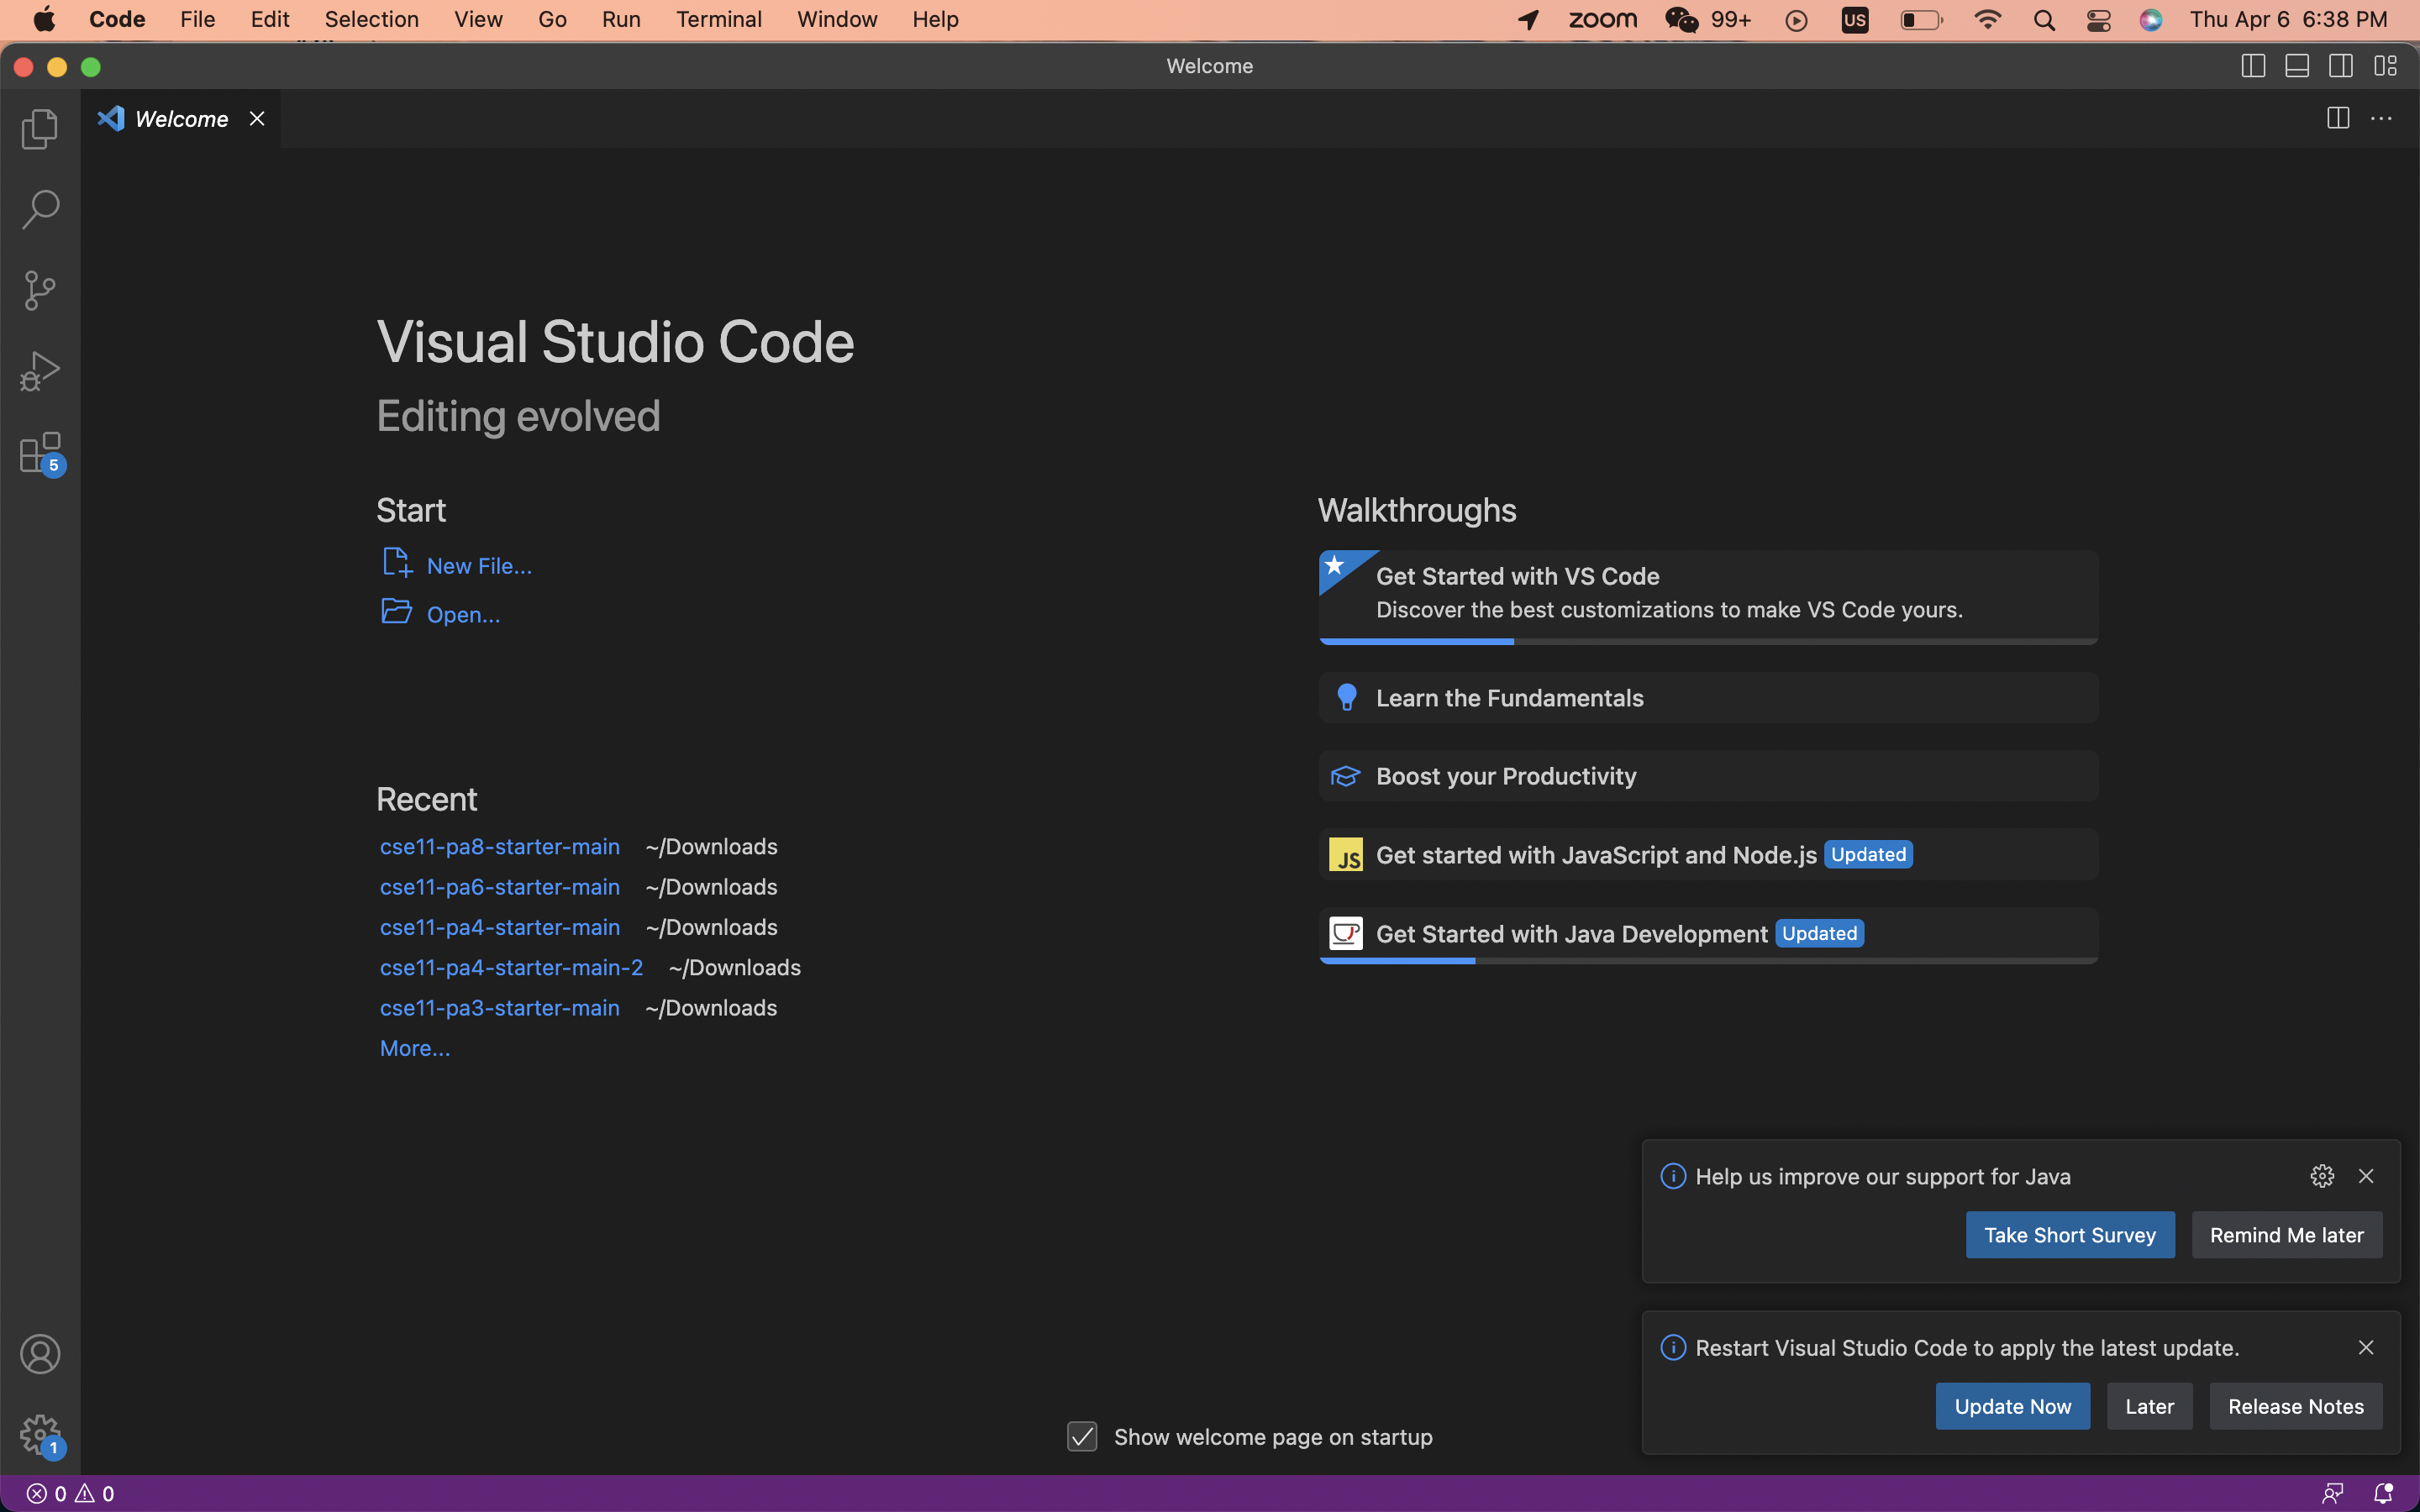 Code File Edit Selection View Go Run Terminal Window Help zoom 99+ US Thu Apr 6 6:38 PM
Welcome
Welcome
5
Visual Studio Code
Editing evolved
Start
New File...
Open...
Recent
cse11-pa8-starter-main ~/Downloads
cse11-pa6-starter-main ~/Downloads
cse11-pa4-starter-main ~/Downloads
cse11-pa4-starter-main-2 ~/Downloads
cse11-pa3-starter-main ~/Downloads
More...
Walkthroughs
Get Started with VS Code
Discover the best customizations to make VS Code yours.
Learn the Fundamentals
Boost your Productivity
JS Get started with JavaScript and Node.js Updated
Get Started with Java Development Updated
Help us improve our support for Java
Take Short Survey Remind Me later
Restart Visual Studio Code to apply the latest update.
Update Now Later Release Notes
Show welcome page on startup
1
0 0